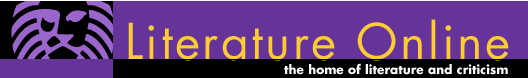 Literature Online
the home of literature and criticism